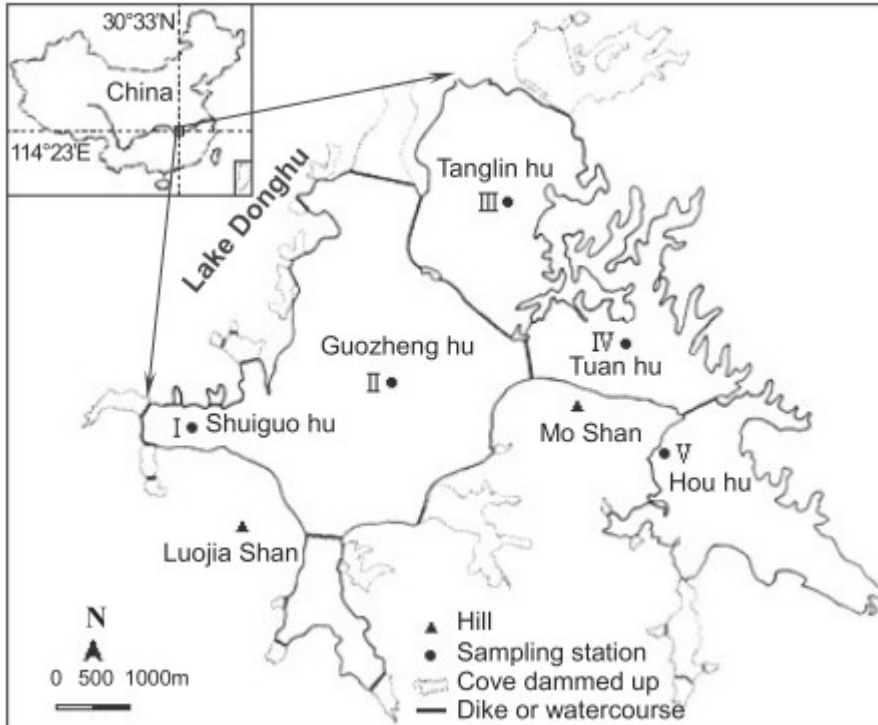 30°33'N
China
114°23'E
Lake Donghu
Tanglin hu
III
Guozheng hu
II
IV
Tuan hu
I Shuiguo hu
Mo Shan
V
Hou hu
Luojia Shan
N
0 500 1000m
Hill
Sampling station
Cove dammed up
Dike or watercourse